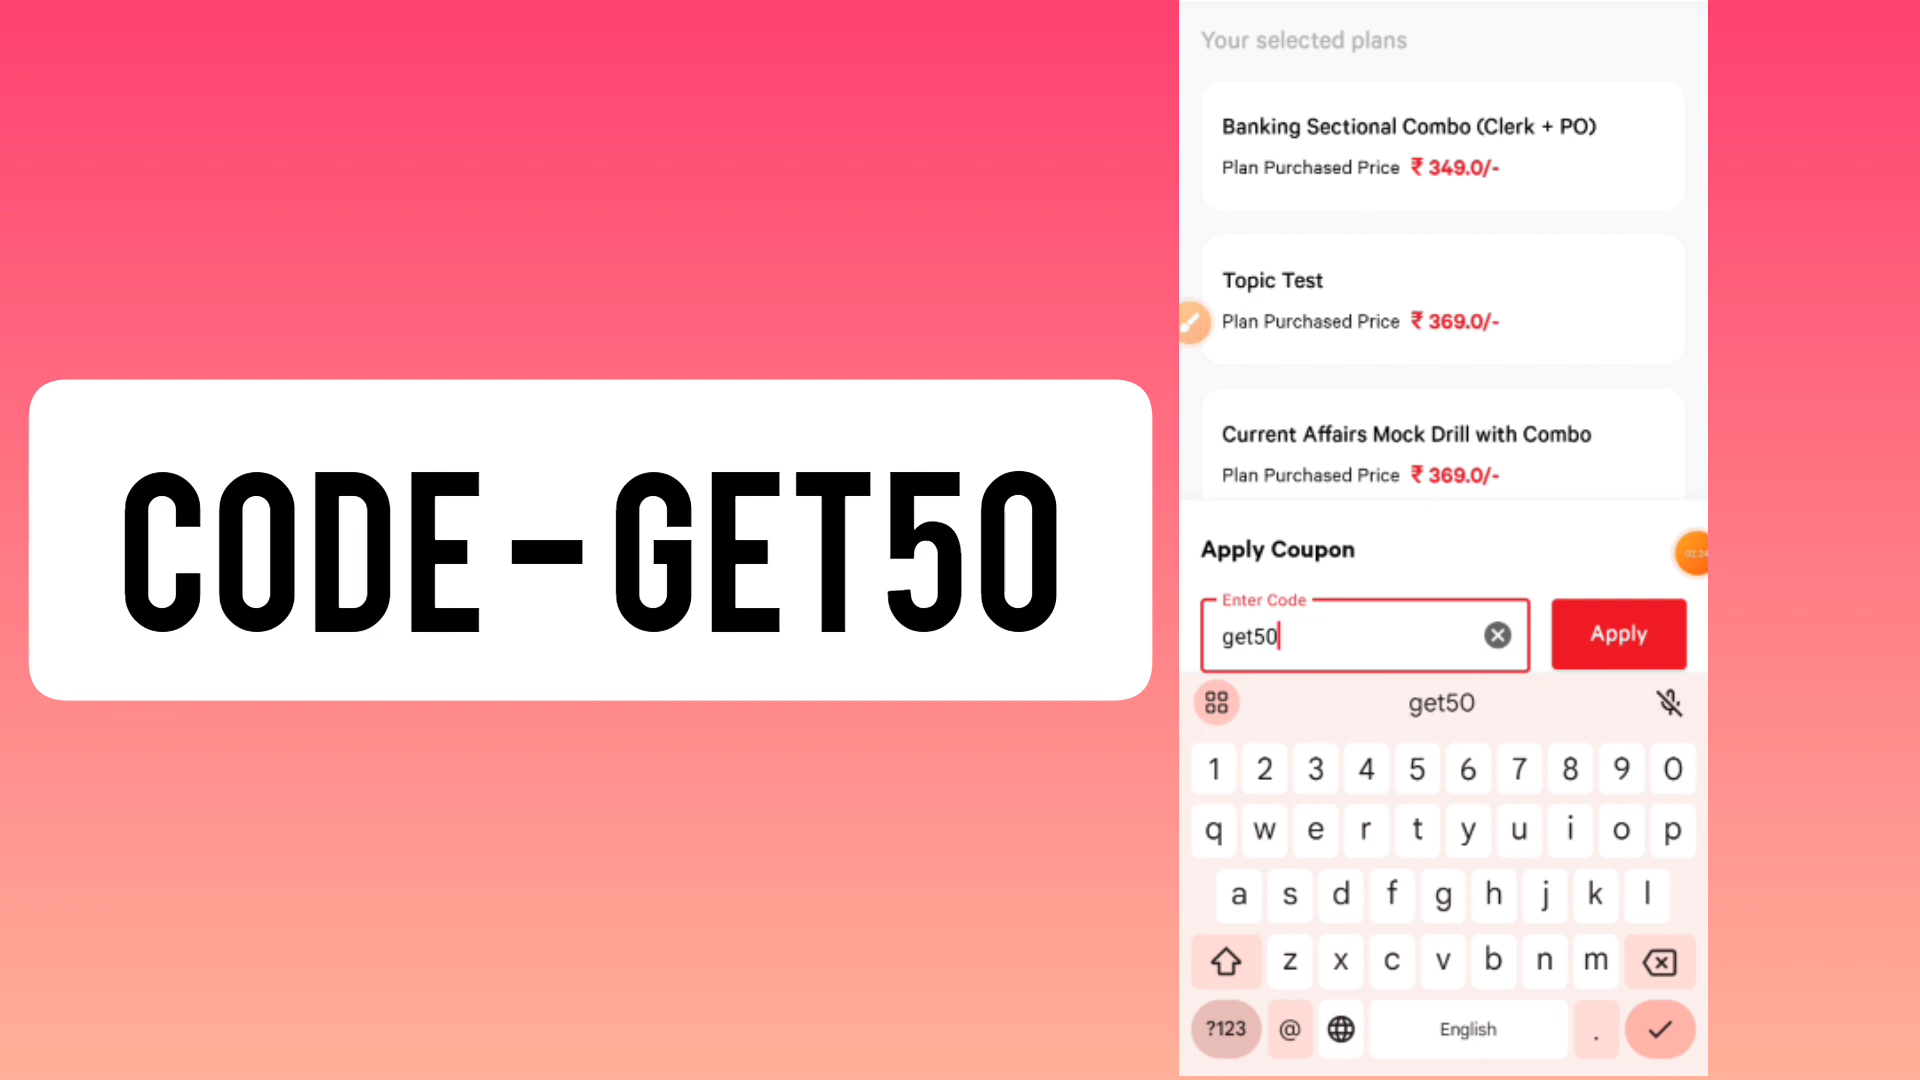 CODE - GET50
Your selected plans
Banking Sectional Combo (Clerk + PO)
Plan Purchased Price ₹ 349.0/-
Topic Test
Plan Purchased Price ₹ 369.0/-
Current Affairs Mock Drill with Combo
Plan Purchased Price ₹ 369.0/-
Apply Coupon
02:24
Enter Code
get50
Apply
get50
1 2 3 4 5 6 7 8 9 0
q w e r t y u i o p
a s d f g h j k l
z x c v b n m
?123 @ English .